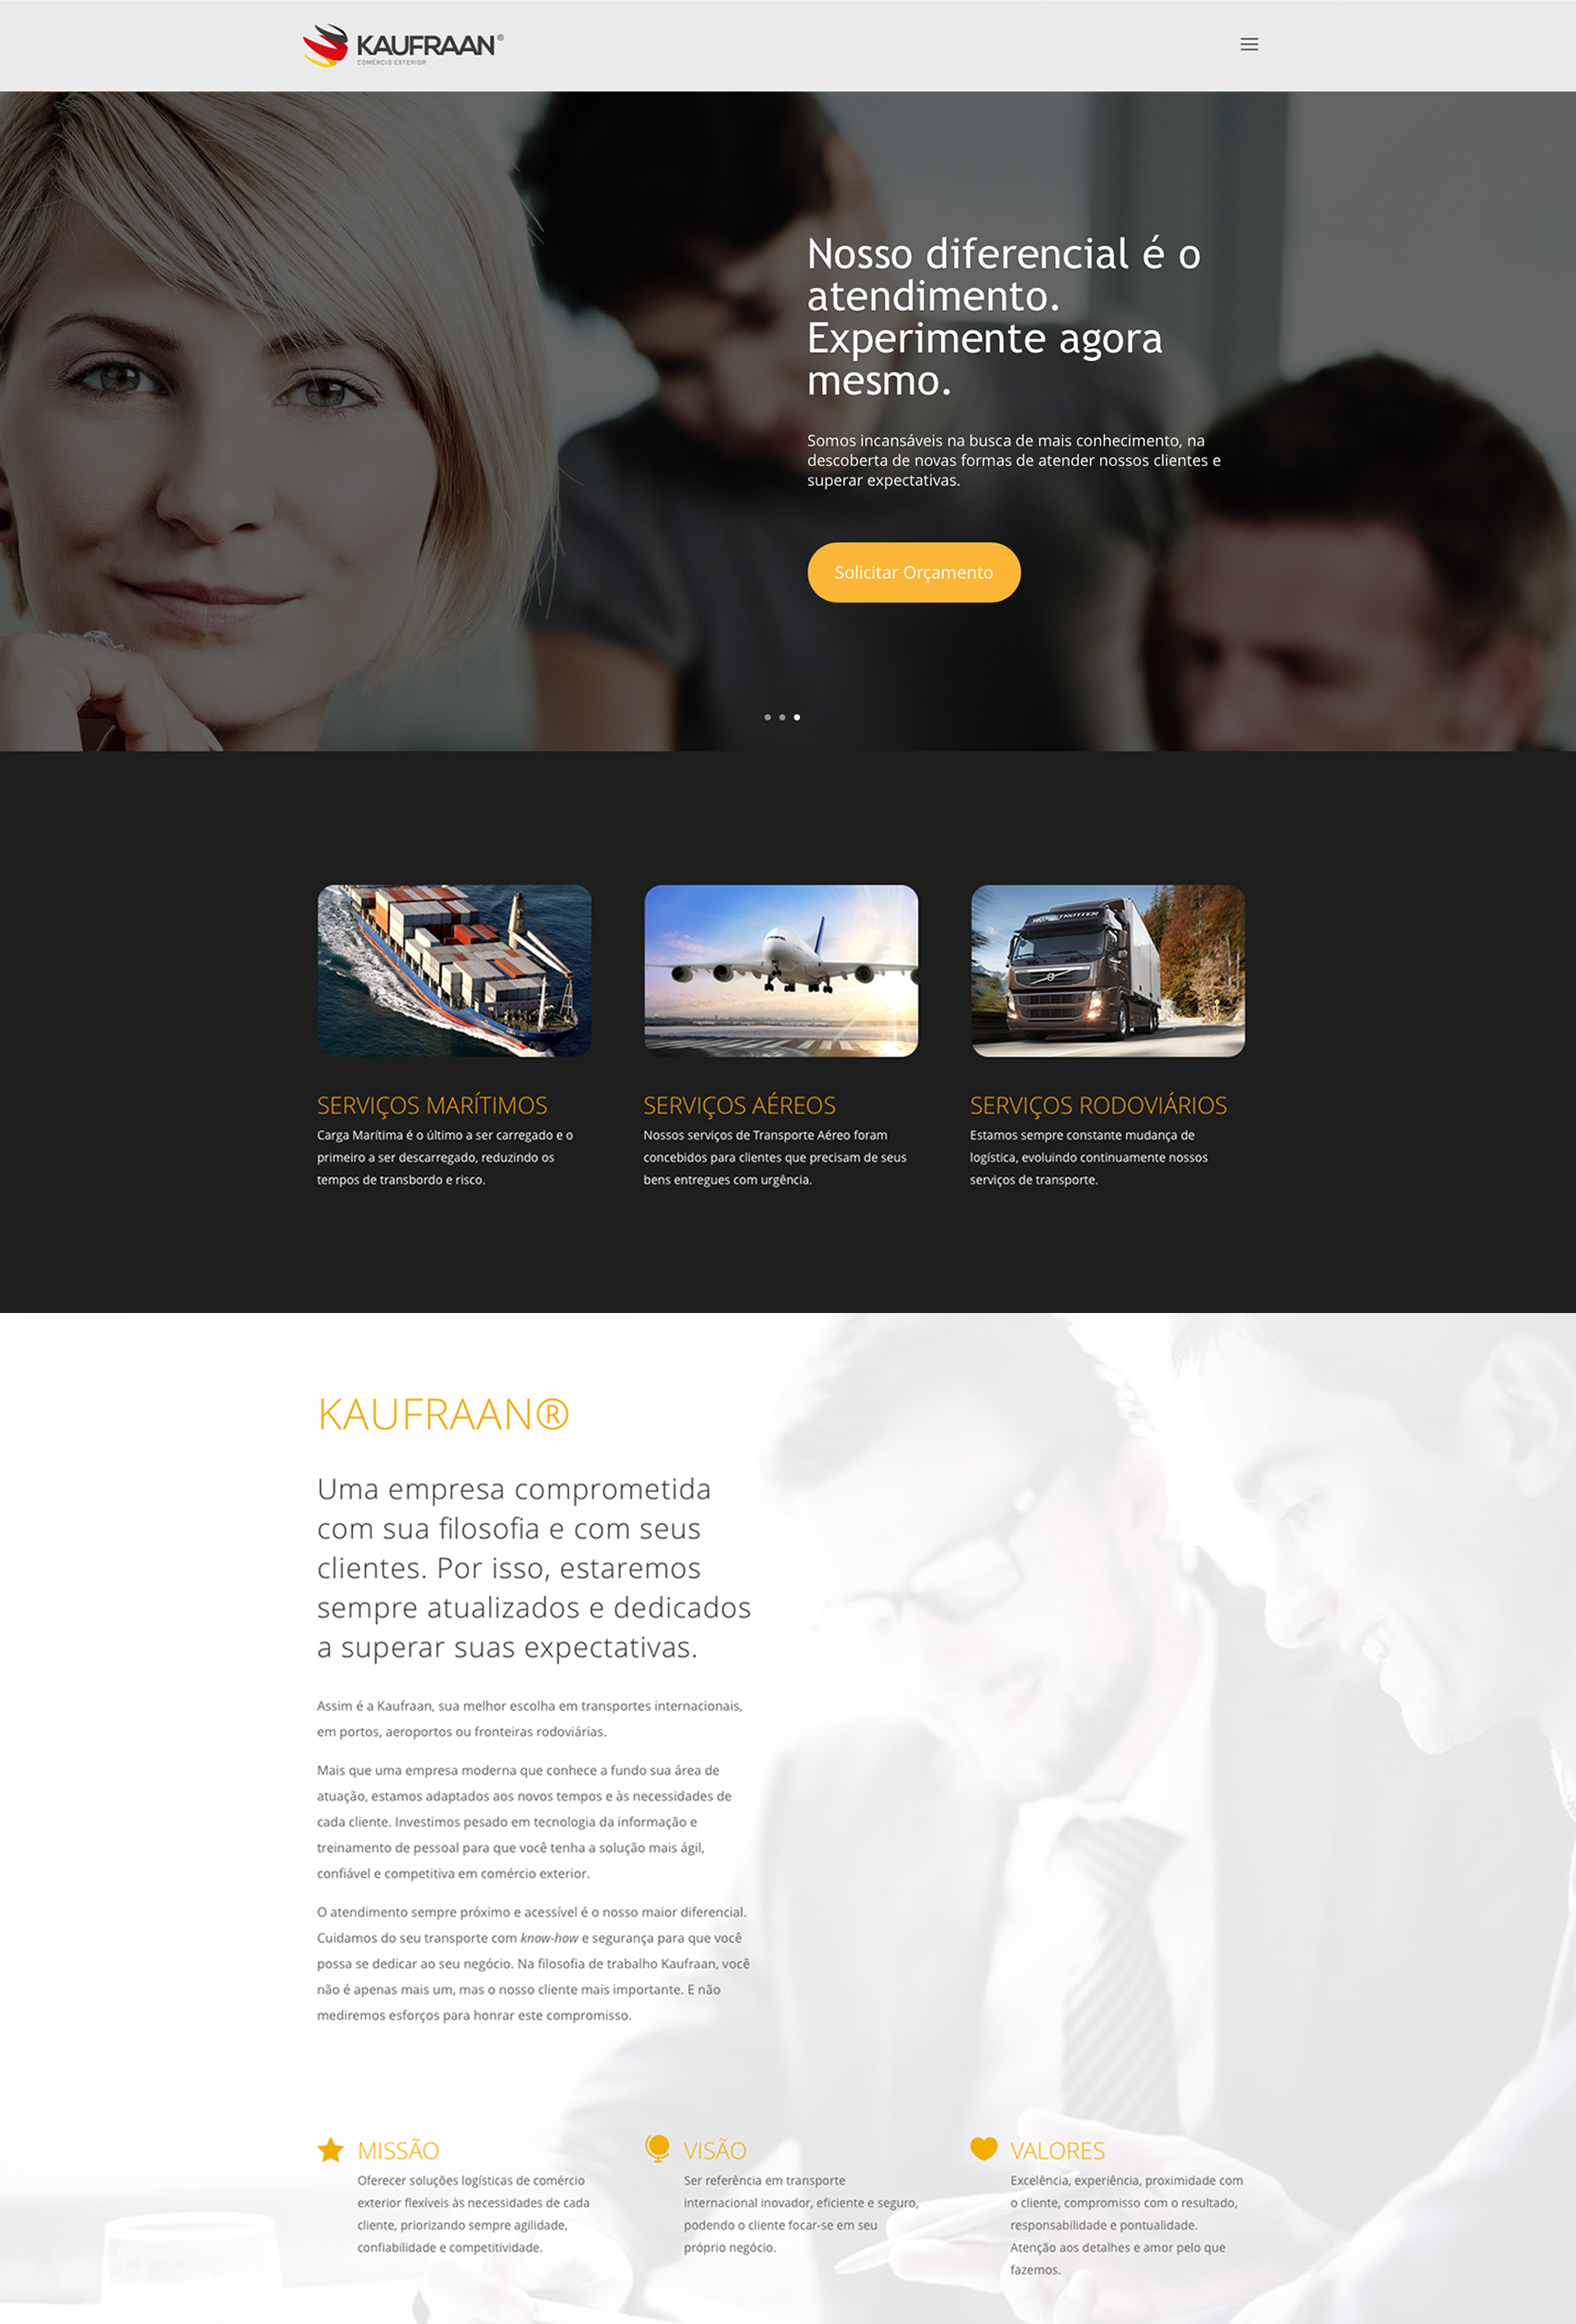 KAUFRAAN®
COMÉRCIO EXTERIOR
Nosso diferencial é o
atendimento.
Experimente agora
mesmo.
Somos incansáveis na busca de mais conhecimento, na
descoberta de novas formas de atender nossos clientes e
superar expectativas.
Solicitar Orçamento
SERVIÇOS MARÍTIMOS
Carga Marítima é o último a ser carregado e o
primeiro a ser descarregado, reduzindo os
tempos de transbordo e risco.
SERVIÇOS AÉREOS
Nossos serviços de Transporte Aéreo foram
concebidos para clientes que precisam de seus
bens entregues com urgência.
SERVIÇOS RODOVIÁRIOS
Estamos sempre constante mudança de
logística, evoluindo continuamente nossos
serviços de transporte.
KAUFRAAN®
Uma empresa comprometida
com sua filosofia e com seus
clientes. Por isso, estaremos
sempre atualizados e dedicados
a superar suas expectativas.
Assim é a Kaufraan, sua melhor escolha em transportes internacionais,
em portos, aeroportos ou fronteiras rodoviárias.
Mais que uma empresa moderna que conhece a fundo sua área de
atuação, estamos adaptados aos novos tempos e às necessidades de
cada cliente. Investimos pesado em tecnologia da informação e
treinamento de pessoal para que você tenha a solução mais ágil,
confiável e competitiva em comércio exterior.
O atendimento sempre próximo e acessível é o nosso maior diferencial.
Cuidamos do seu transporte com know-how e segurança para que você
possa se dedicar ao seu negócio. Na filosofia de trabalho Kaufraan, você
não é apenas mais um, mas o nosso cliente mais importante. E não
mediremos esforços para honrar este compromisso.
MISSÃO
Oferecer soluções logísticas de comércio
exterior flexíveis às necessidades de cada
cliente, priorizando sempre agilidade,
confiabilidade e competitividade.
VISÃO
Ser referência em transporte
internacional inovador, eficiente e seguro,
podendo o cliente focar-se em seu
próprio negócio.
VALORES
Excelência, experiência, proximidade com
o cliente, compromisso com o resultado,
responsabilidade e pontualidade.
Atenção aos detalhes e amor pelo que
fazemos.